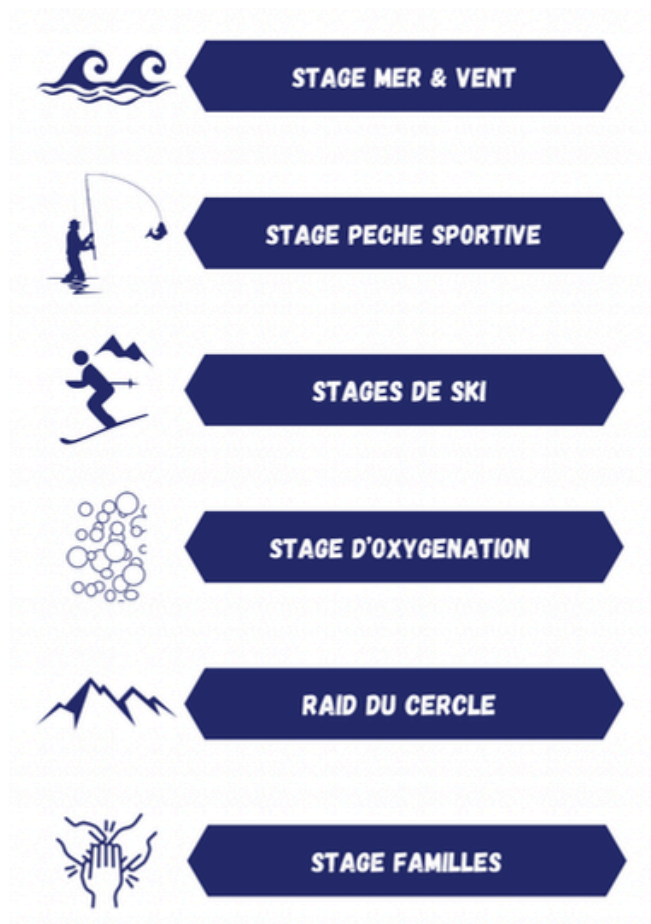 STAGE MER & VENT
STAGE PECHE SPORTIVE
STAGES DE SKI
STAGE D'OXYGENATION
RAID DU CERCLE
STAGE FAMILLES